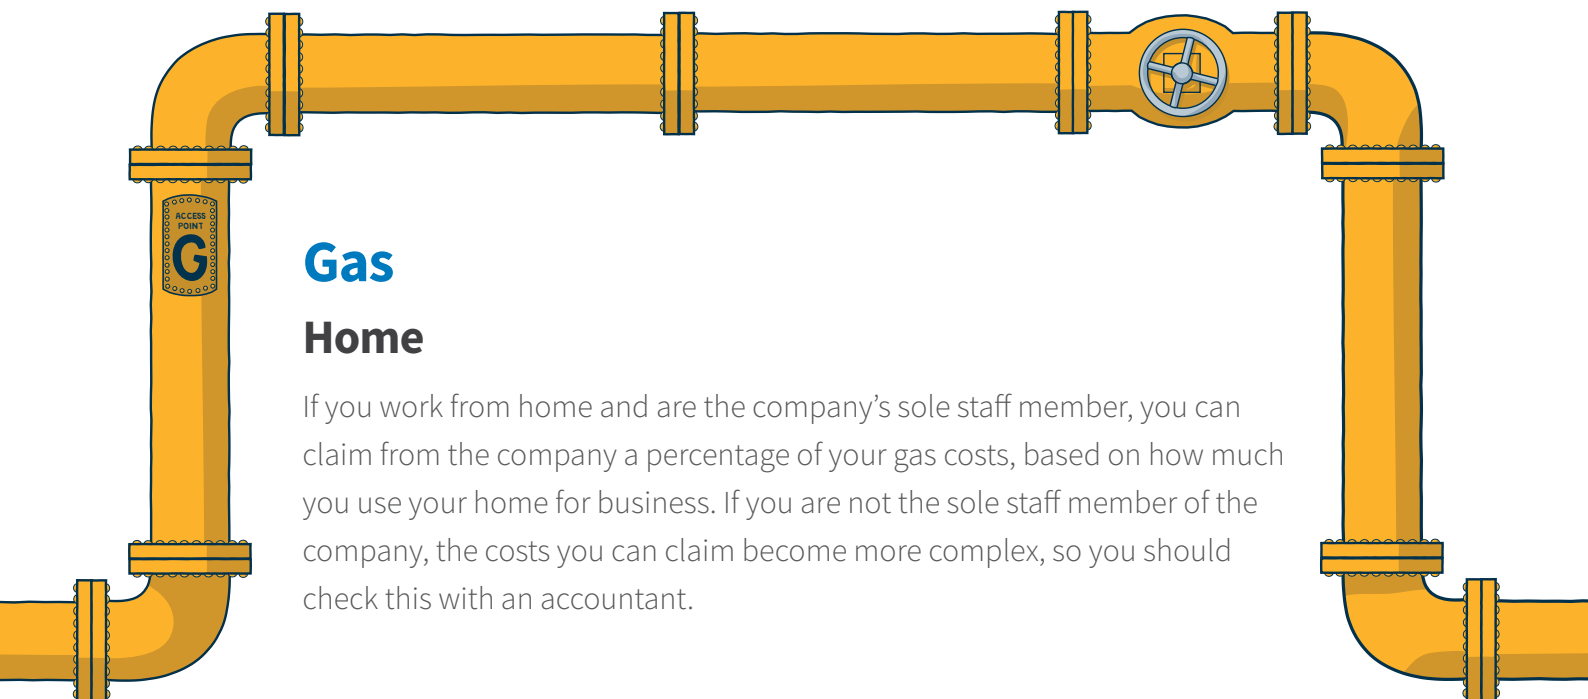 ACCESS
POINT
G
Gas
Home
If you work from home and are the company’s sole staff member, you can
claim from the company a percentage of your gas costs, based on how much
you use your home for business. If you are not the sole staff member of the
company, the costs you can claim become more complex, so you should
check this with an accountant.